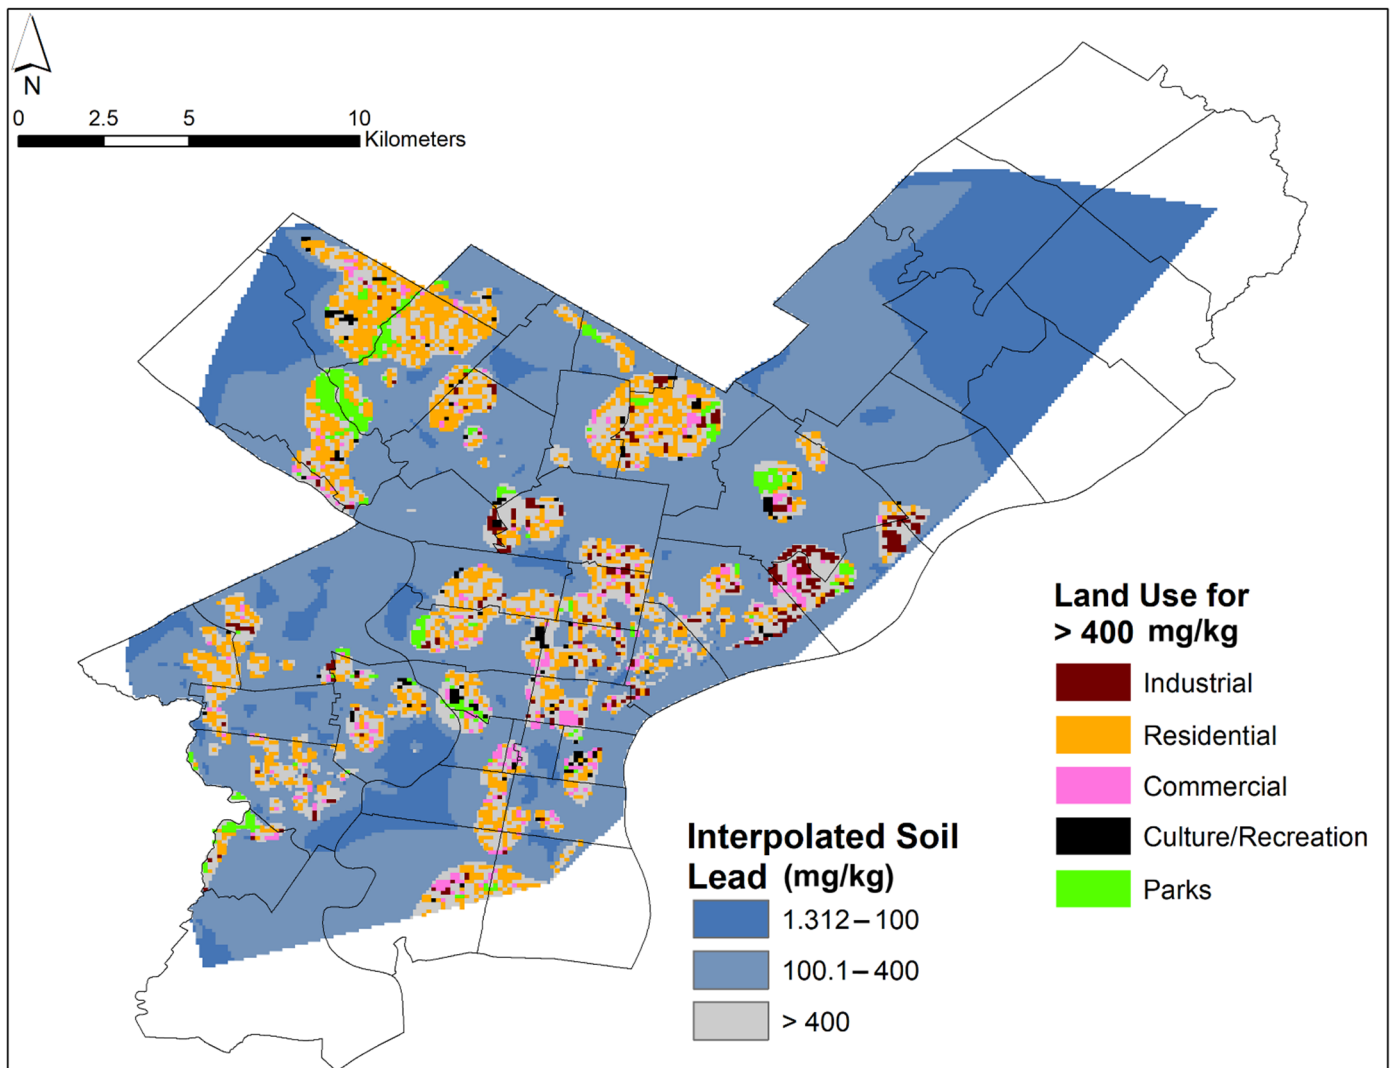 N
0 2.5 5 10
Kilometers
Land Use for
> 400 mg/kg
Industrial
Residential
Commercial
Culture/Recreation
Parks
Interpolated Soil
Lead (mg/kg)
1.312–100
100.1–400
> 400